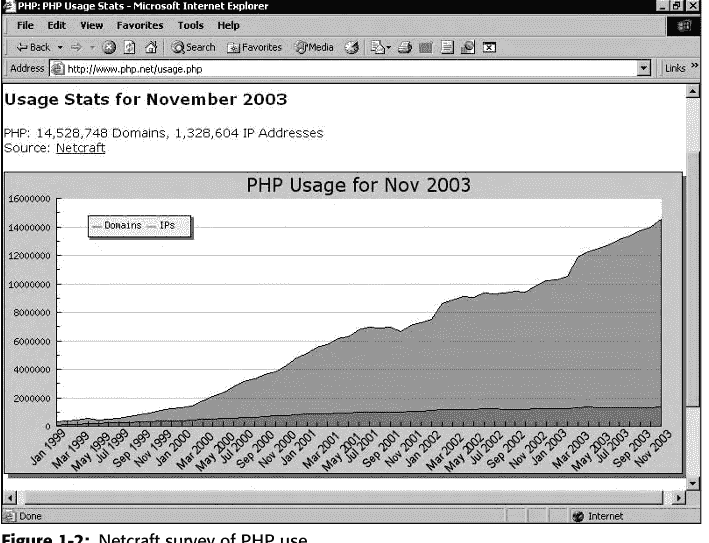 PHP: PHP Usage Stats - Microsoft Internet Explorer
File Edit View Favorites Tools Help
Back Search Favorites Media
Address http://www.php.net/usage.php Links »
Usage Stats for November 2003
PHP: 14,528,748 Domains, 1,328,604 IP Addresses
Source: Netcraft
PHP Usage for Nov 2003
16000000
Domains IPs
14000000
12000000
10000000
8000000
6000000
4000000
2000000
0
Jan 1999 Mar 1999 May 1999 Jul 1999 Sep 1999 Nov 1999 Jan 2000 Mar 2000 May 2000 Jul 2000 Sep 2000 Nov 2000 Jan 2001 Mar 2001 May 2001 Jul 2001 Sep 2001 Nov 2001 Jan 2002 Mar 2002 May 2002 Jul 2002 Sep 2002 Nov 2002 Jan 2003 Mar 2003 May 2003 Jul 2003 Sep 2003 Nov 2003
Done Internet
Figure 1-2: Netcraft survey of PHP use